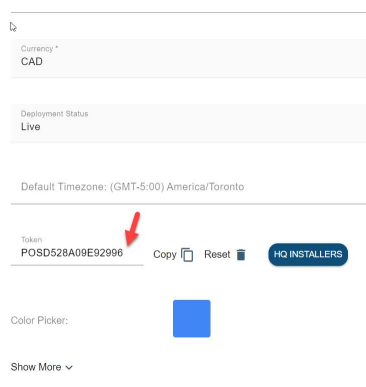 Currency *
CAD
Deployment Status
Live
Default Timezone: (GMT-5:00) America/Toronto
Token
POSD528A09E92996 Copy Reset HQ INSTALLERS
Color Picker:
Show More